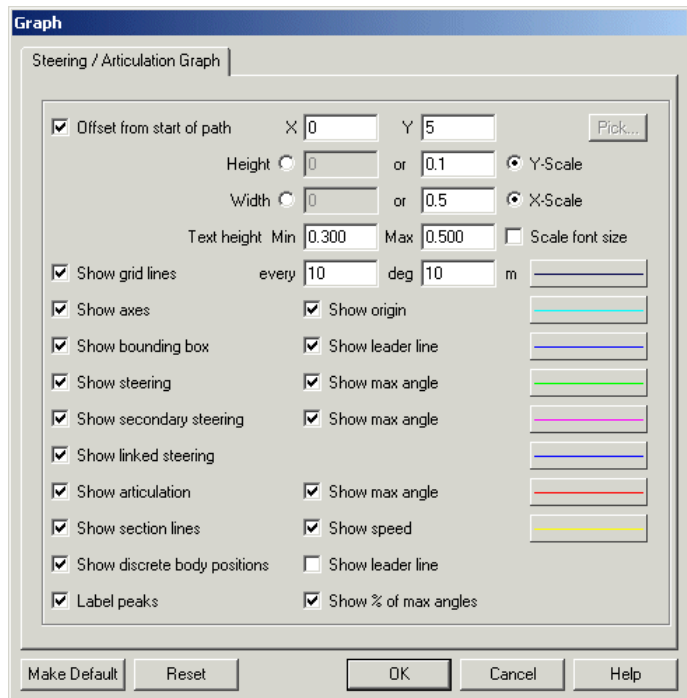 Graph
Steering / Articulation Graph
Offset from start of path X 0 Y 5 Pick...
Height 0 or 0.1 Y-Scale
Width 0 or 0.5 X-Scale
Text height Min 0.300 Max 0.500 Scale font size
Show grid lines every 10 deg 10 m
Show axes Show origin
Show bounding box Show leader line
Show steering Show max angle
Show secondary steering Show max angle
Show linked steering
Show articulation Show max angle
Show section lines Show speed
Show discrete body positions Show leader line
Label peaks Show % of max angles
Make Default Reset OK Cancel Help